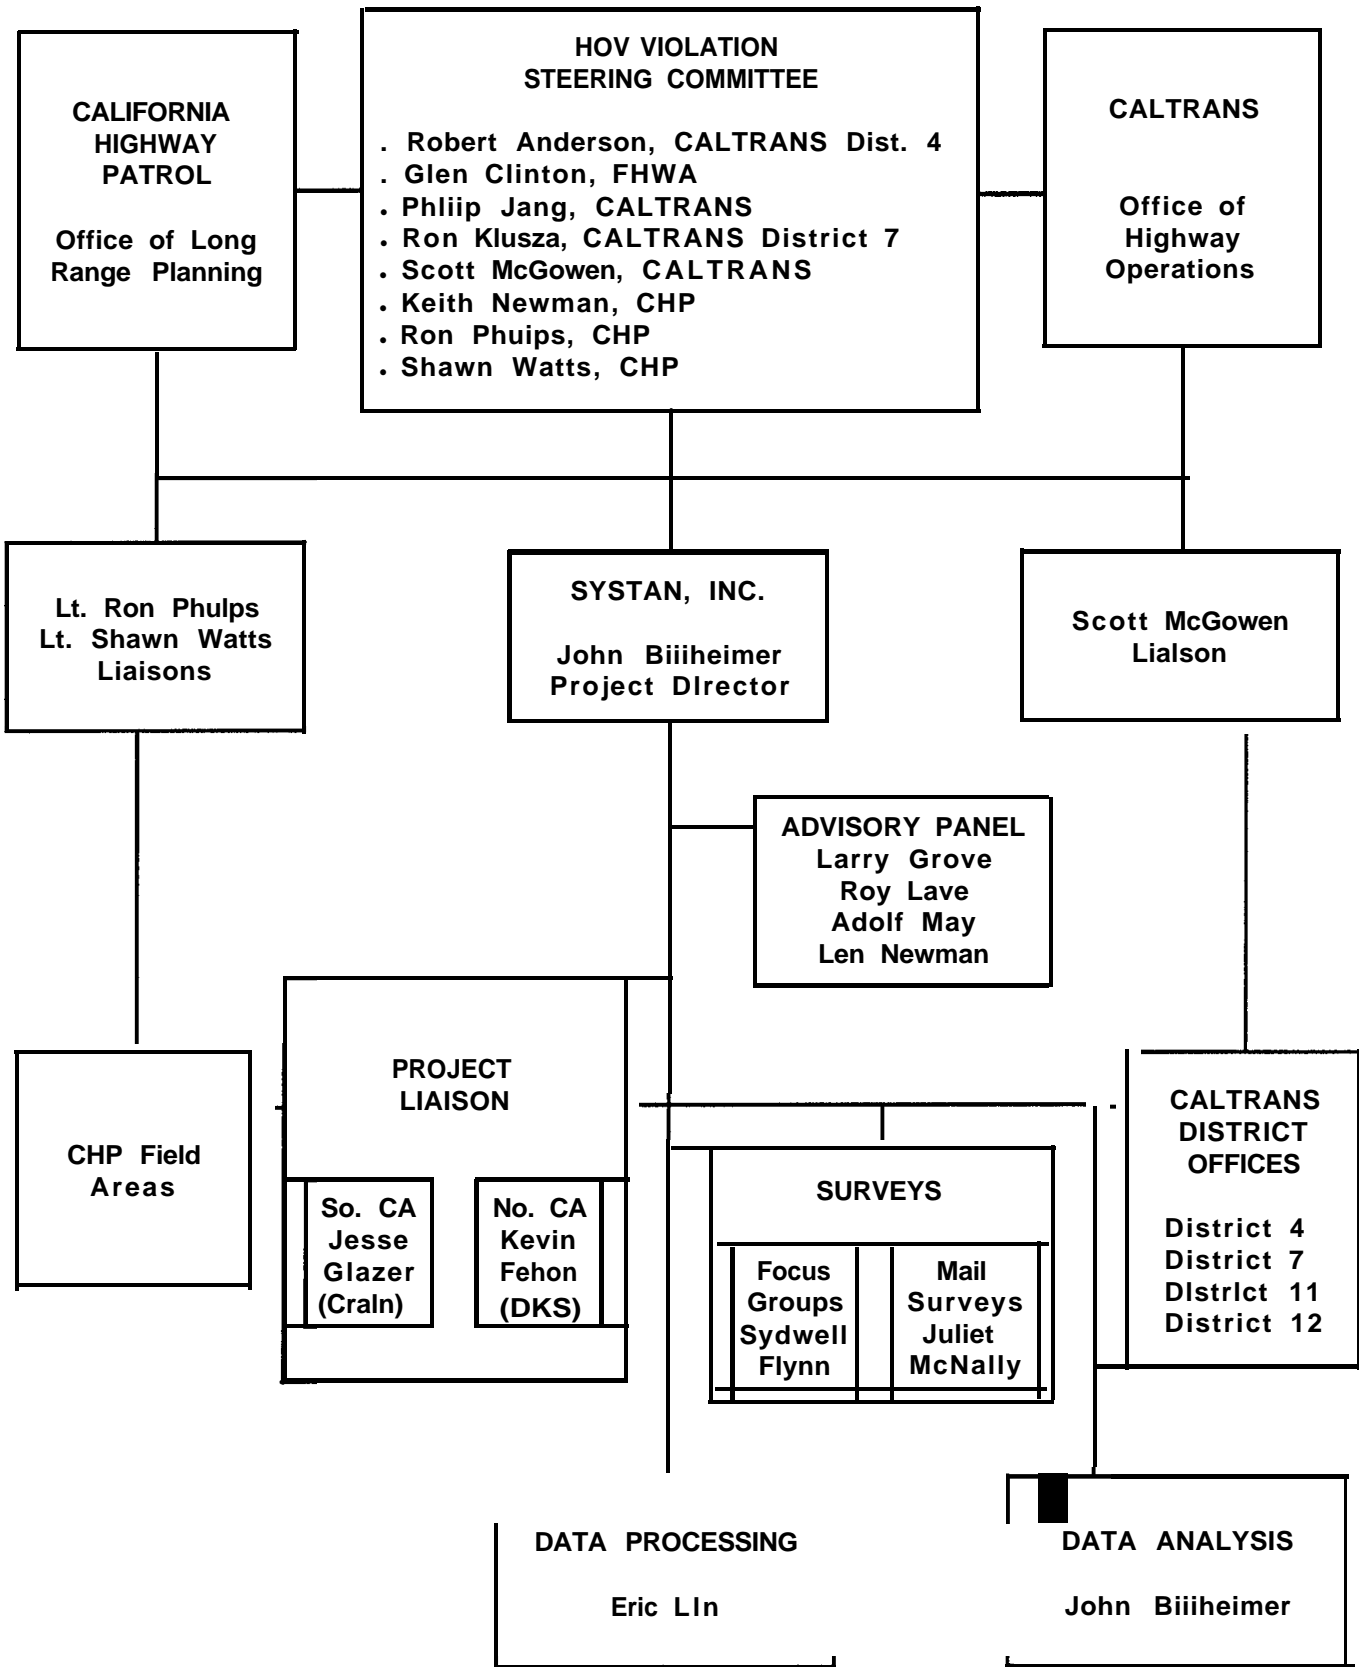 CALIFORNIA
HIGHWAY
PATROL
Office of Long
Range Planning
HOV VIOLATION
STEERING COMMITTEE
. Robert Anderson, CALTRANS Dist. 4
. Glen Clinton, FHWA
• Phliip Jang, CALTRANS
• Ron Klusza, CALTRANS District 7
• Scott McGowen, CALTRANS
• Keith Newman, CHP
• Ron Phuips, CHP
• Shawn Watts, CHP
CALTRANS
Office of
Highway
Operations
Lt. Ron Phulps
Lt. Shawn Watts
Liaisons
SYSTAN, INC.
John Biiiheimer
Project DIrector
Scott McGowen
Lialson
ADVISORY PANEL
Larry Grove
Roy Lave
Adolf May
Len Newman
CHP Field
Areas
PROJECT
LIAISON
So. CA
Jesse
Glazer
(Craln)
No. CA
Kevin
Fehon
(DKS)
SURVEYS
Focus
Groups
Sydwell
Flynn
Mail
Surveys
Juliet
McNally
CALTRANS
DISTRICT
OFFICES
District 4
District 7
DIstrIct 11
District 12
DATA PROCESSING
Eric LIn
DATA ANALYSIS
John Biiiheimer